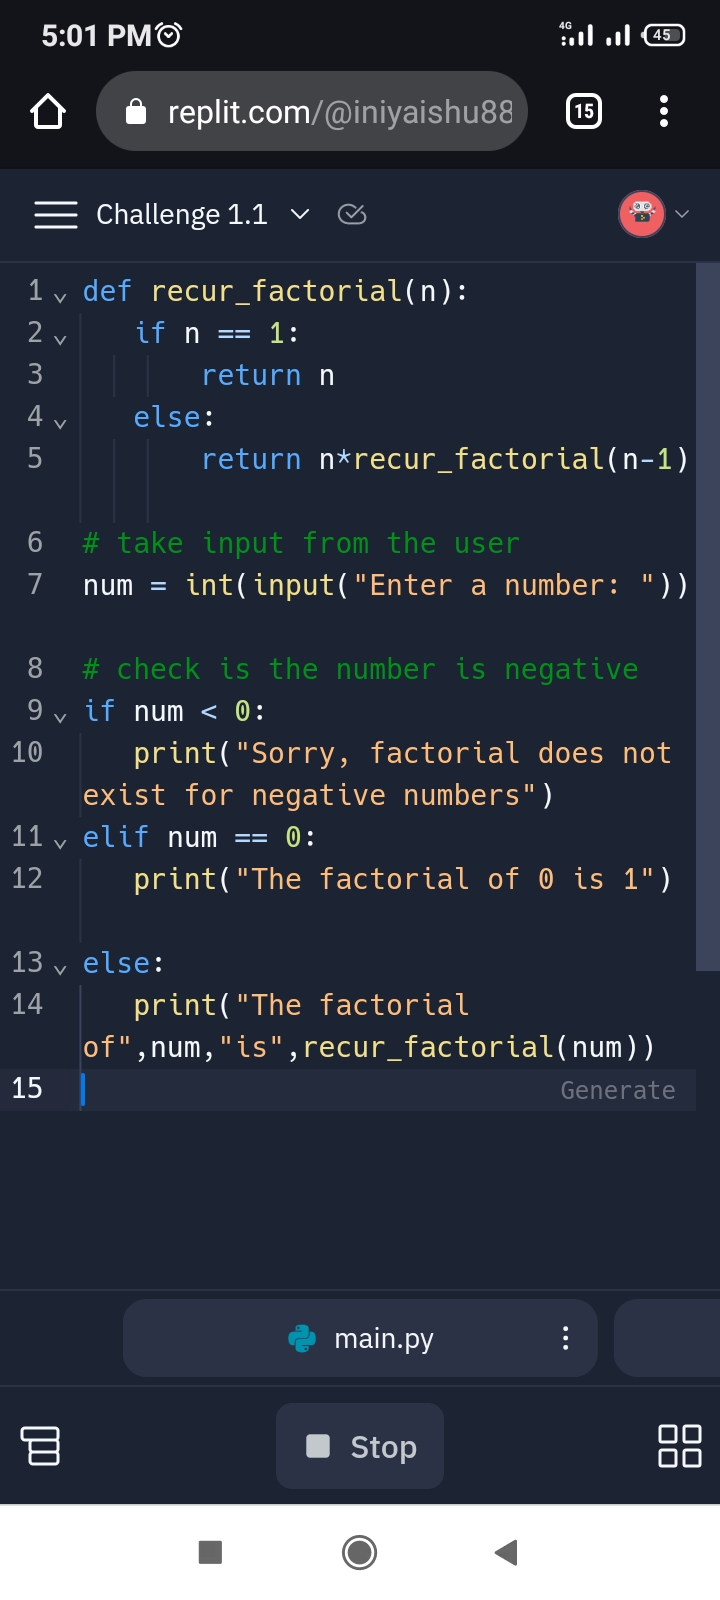 5:01 PM 4G 45
replit.com/@iniyaishu88 15
Challenge 1.1
1 def recur_factorial(n):
2 if n == 1:
3 return n
4 else:
5 return n*recur_factorial(n-1)
6 # take input from the user
7 num = int(input("Enter a number: "))
8 # check is the number is negative
9 if num < 0:
10 print("Sorry, factorial does not
exist for negative numbers")
11 elif num == 0:
12 print("The factorial of 0 is 1")
13 else:
14 print("The factorial
of",num,"is",recur_factorial(num))
15 Generate
main.py
Stop